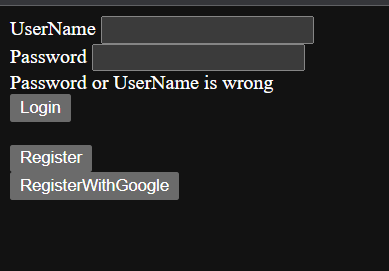 UserName
Password
Password or UserName is wrong
Login
Register
RegisterWithGoogle